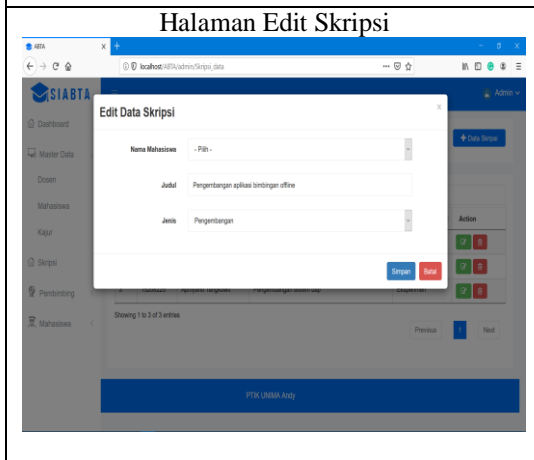 Halaman Edit Skripsi
ABTA
localhost/ABTA/admin/Skripsi_data
SIABTA
Admin
Edit Data Skripsi
x
Dashboard
Nama Mahasiswa - Pilih -
+ Data Skripsi
Master Data
Dosen
Judul Pengembangan aplikasi bimbingan offline
Mahasiswa
Jenis Pengembangan
Action
Kajur
Skripsi
Simpan Batal
Pembimbing
Mahasiswa
Showing 1 to 3 of 3 entries
Previous 1 Next
PTIK UNIMA Andy